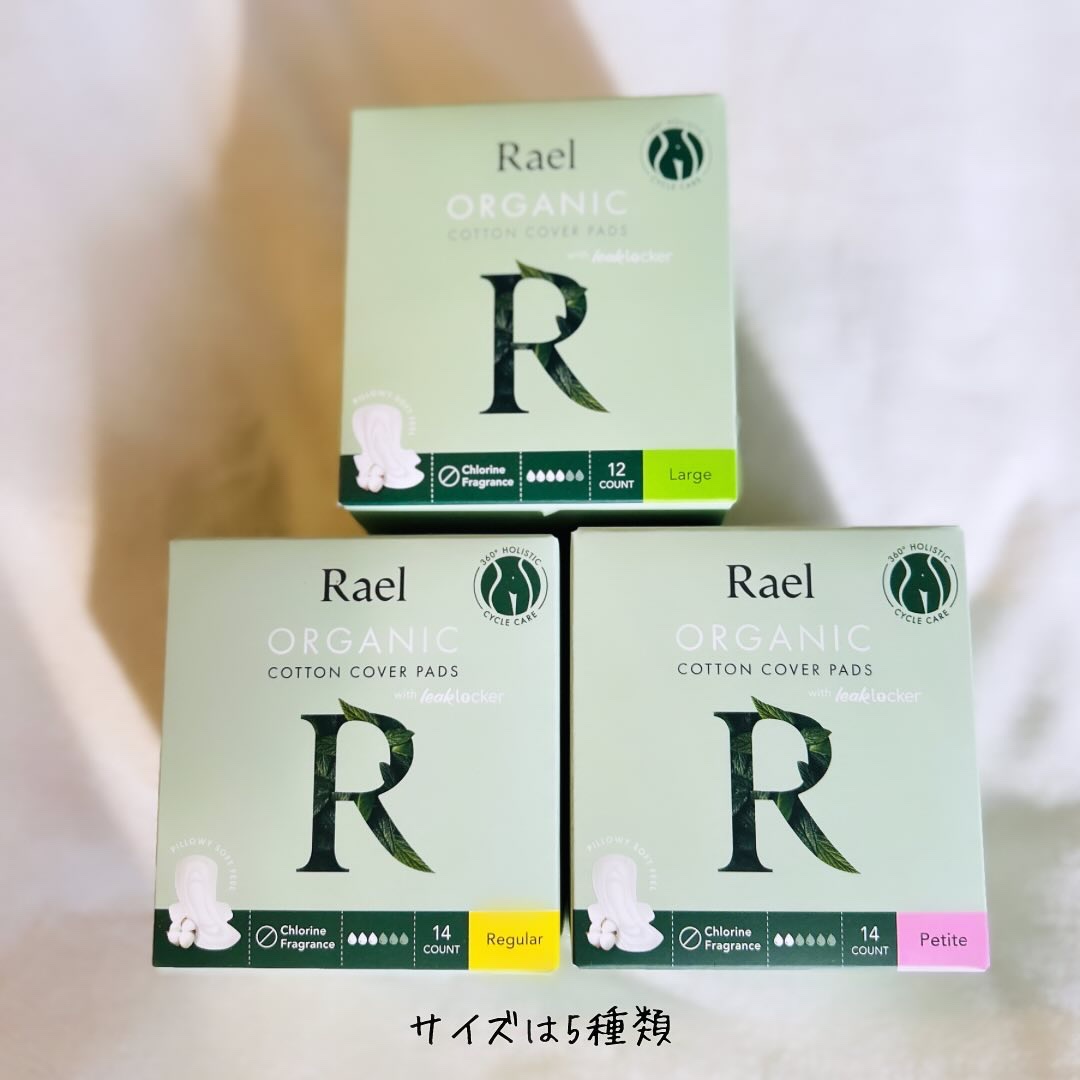 Rael
360° HOLISTIC
CYCLE CARE
ORGANIC
COTTON COVER PADS
with leaklocker
R
PILLOWY SOFT FEEL
Chlorine
Fragrance
12
COUNT
Large
Rael
360° HOLISTIC
CYCLE CARE
ORGANIC
COTTON COVER PADS
with leaklocker
R
PILLOWY SOFT FEEL
Chlorine
Fragrance
14
COUNT
Regular
Rael
360° HOLISTIC
CYCLE CARE
ORGANIC
COTTON COVER PADS
with leaklocker
R
PILLOWY SOFT FEEL
Chlorine
Fragrance
14
COUNT
Petite
サイズは5種類